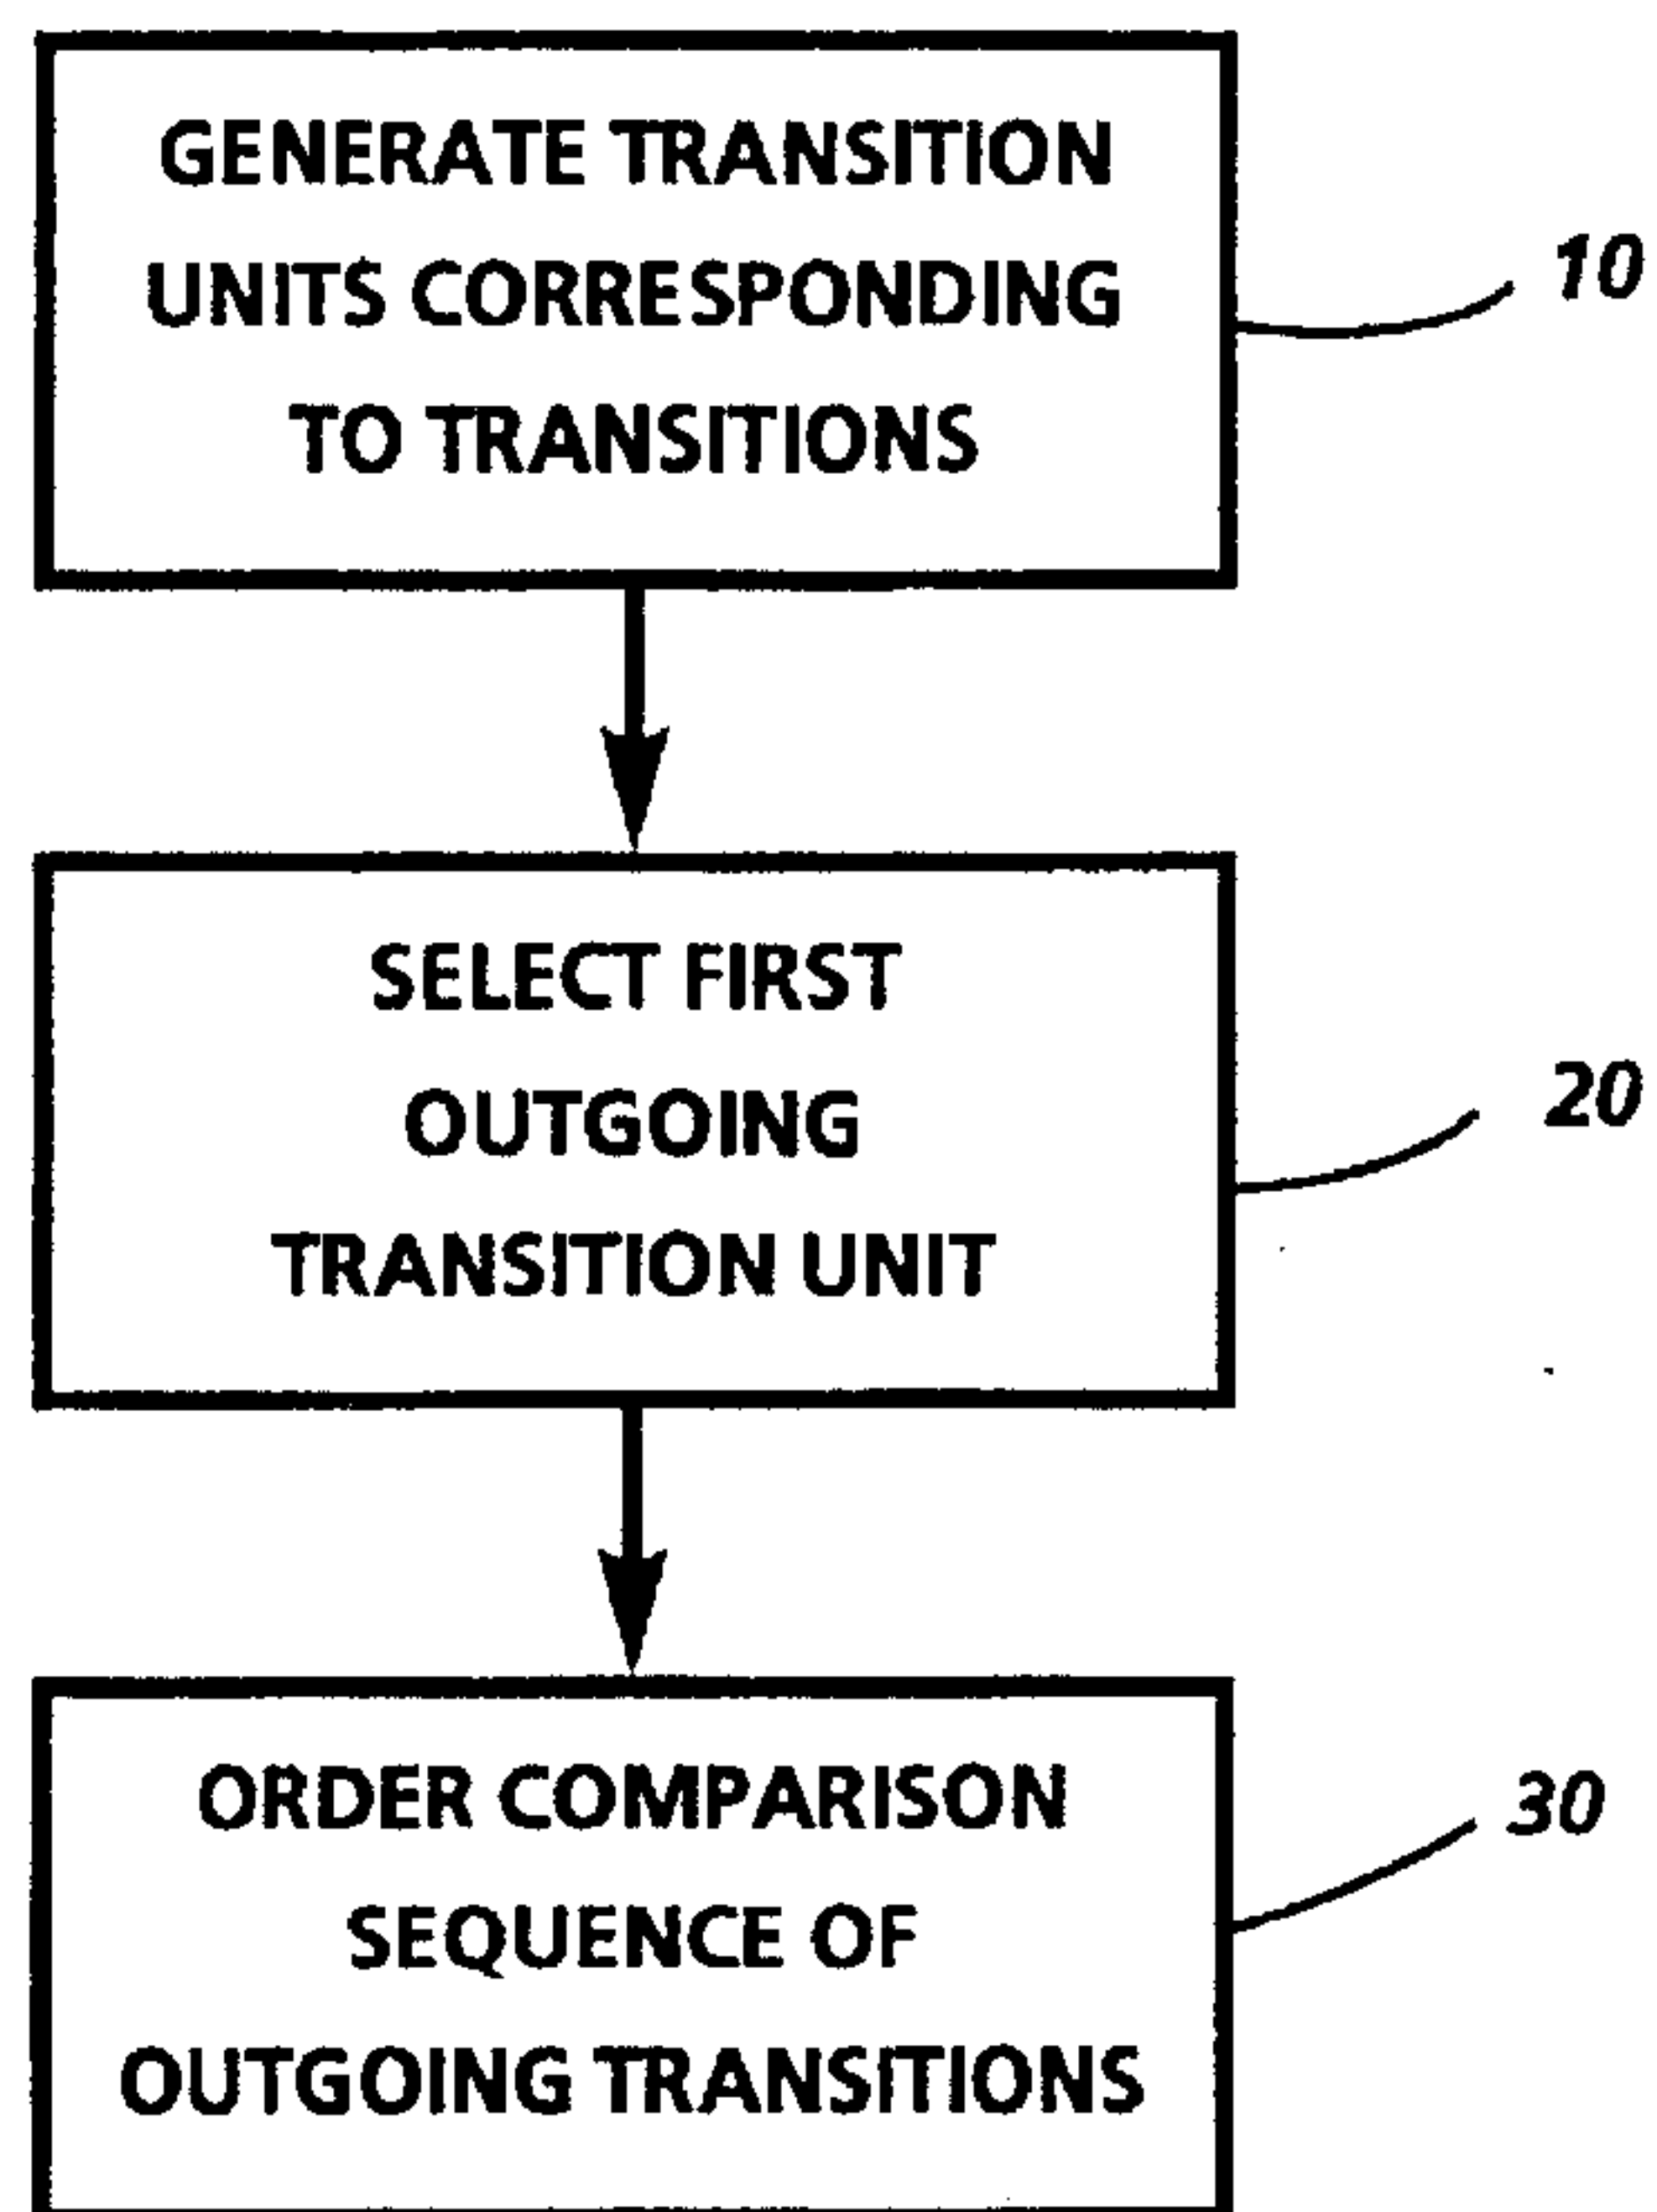 GENERATE TRANSITION
UNITS CORRESPONDING
TO TRANSITIONS
10
SELECT FIRST
OUTGOING
TRANSITION UNIT
20
ORDER COMPARISON
SEQUENCE OF
OUTGOING TRANSITIONS
30